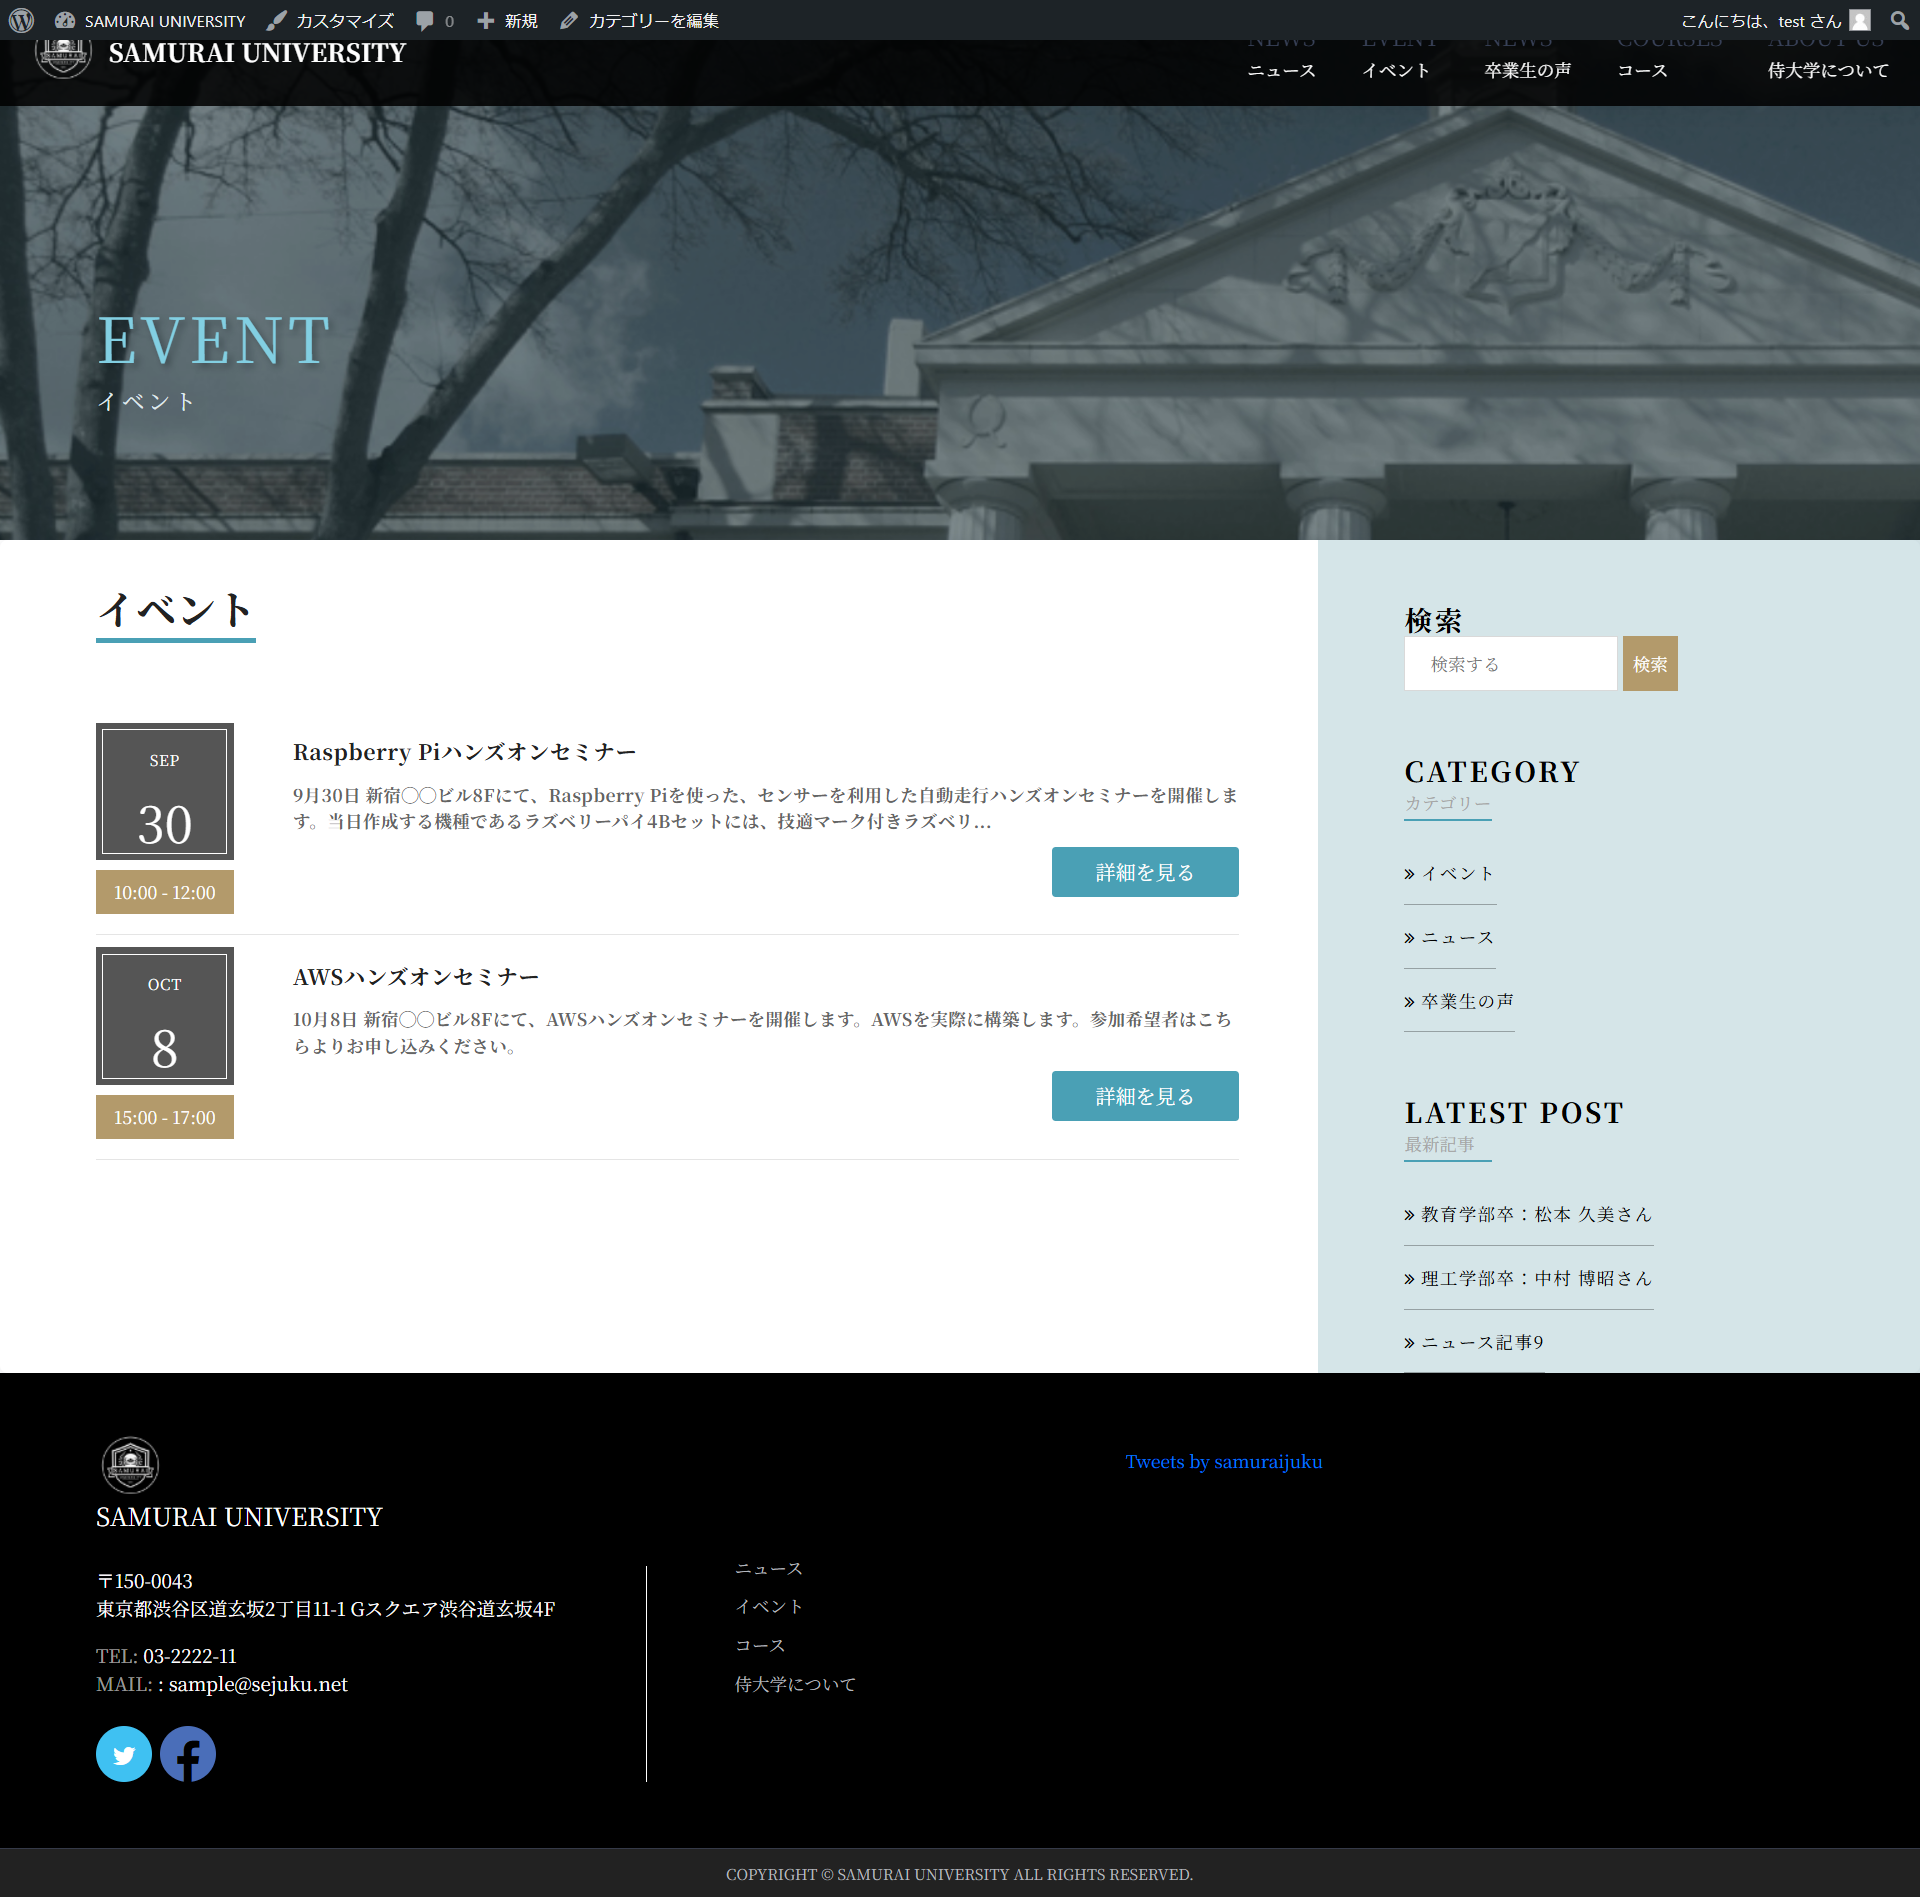 SAMURAI UNIVERSITY カスタマイズ 0 新規 カテゴリーを編集 こんにちは、test さん
SAMURAI UNIVERSITY
NEWS EVENT NEWS COURSES ABOUT US
ニュース イベント 卒業生の声 コース 侍大学について
EVENT
イベント
イベント
SEP
30
10:00 - 12:00
Raspberry Piハンズオンセミナー
9月30日 新宿◯◯ビル8Fにて、Raspberry Piを使った、センサーを利用した自動走行ハンズオンセミナーを開催しま
す。当日作成する機種であるラズベリーパイ4Bセットには、技適マーク付きラズベリ...
詳細を見る
OCT
8
15:00 - 17:00
AWSハンズオンセミナー
10月8日 新宿◯◯ビル8Fにて、AWSハンズオンセミナーを開催します。AWSを実際に構築します。参加希望者はこち
らよりお申し込みください。
詳細を見る
検索
検索する 検索
CATEGORY
カテゴリー
» イベント
» ニュース
» 卒業生の声
LATEST POST
最新記事
» 教育学部卒：松本 久美さん
» 理工学部卒：中村 博昭さん
» ニュース記事9
SAMURAI UNIVERSITY
〒150-0043
東京都渋谷区道玄坂2丁目11-1 Gスクエア渋谷道玄坂4F
TEL: 03-2222-11
MAIL: : sample@sejuku.net
ニュース
イベント
コース
侍大学について
Tweets by samuraijuku
COPYRIGHT © SAMURAI UNIVERSITY ALL RIGHTS RESERVED.